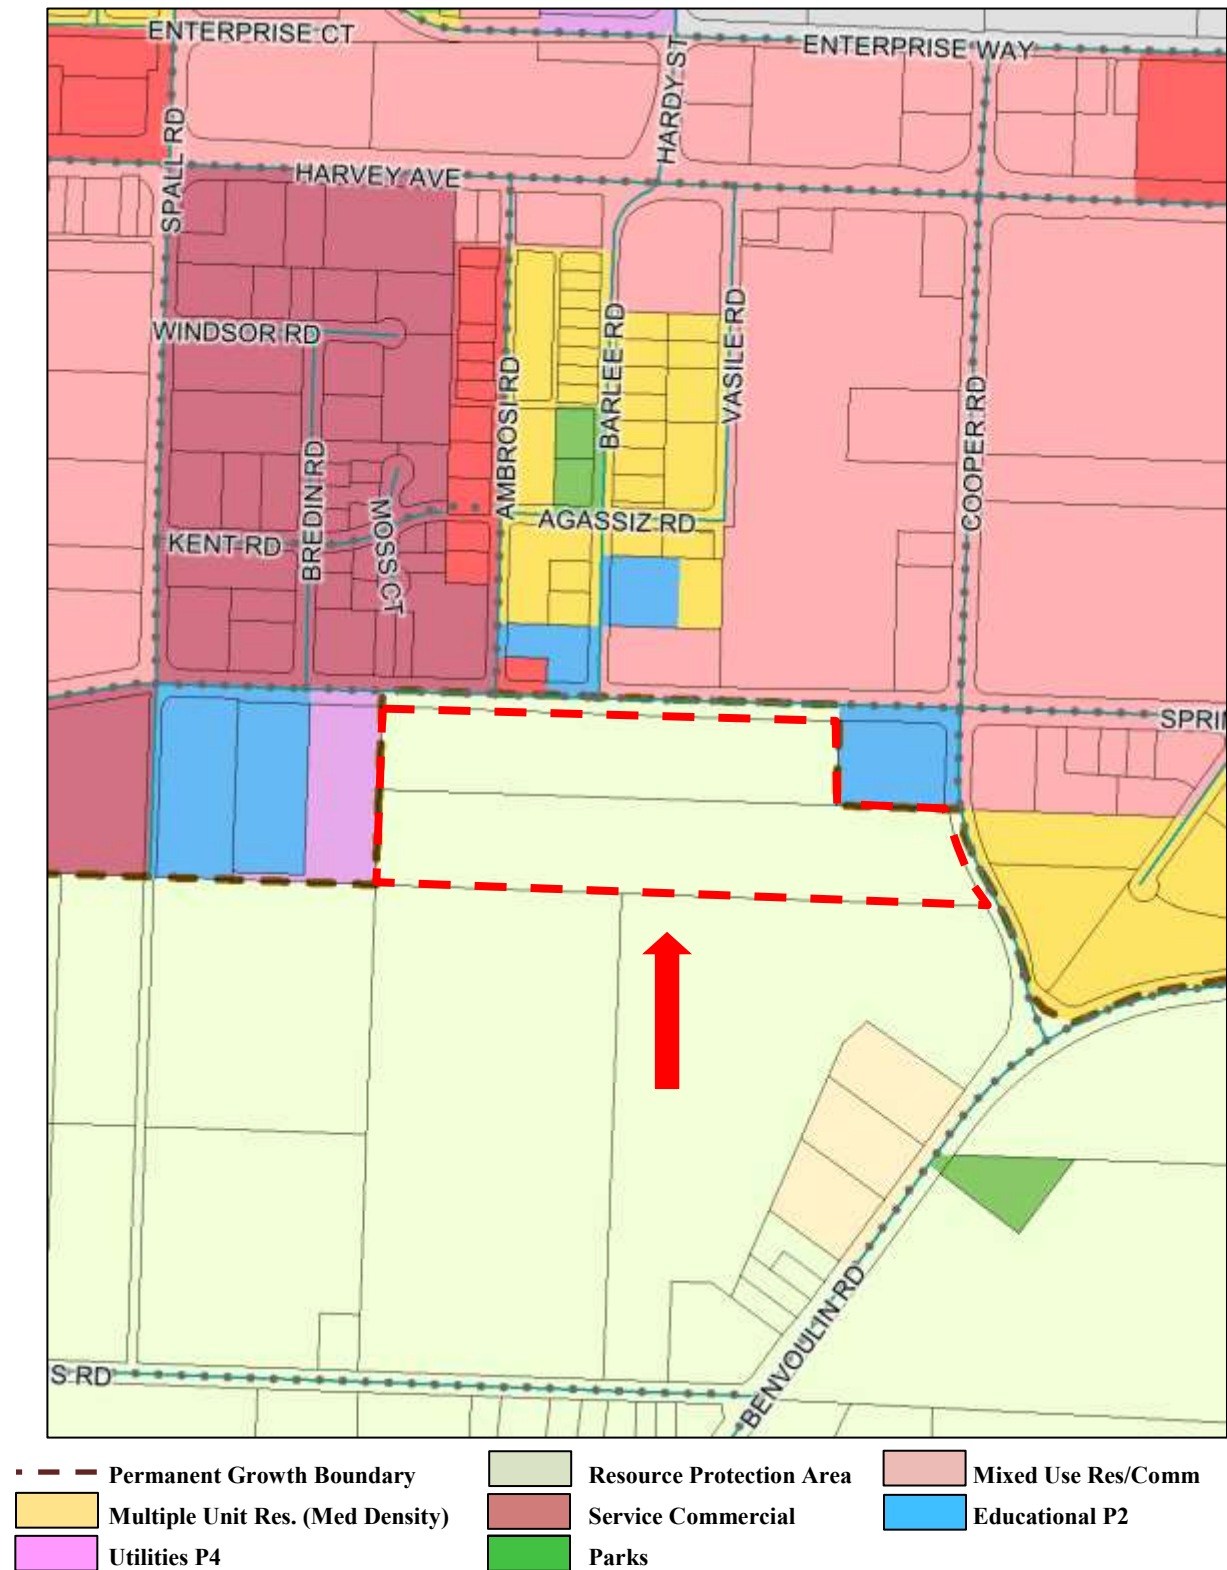 ENTERPRISE CT
ENTERPRISE WAY
HARDY ST
SPALL RD
HARVEY AVE
WINDSOR RD
BREDIN RD
AMBROSI RD
BARLEE RD
VASILE RD
COOPER RD
KENT RD
MOSS CT
AGASSIZ RD
SPRIN
S RD
BENVOULIN RD
Permanent Growth Boundary
Resource Protection Area
Mixed Use Res/Comm
Multiple Unit Res. (Med Density)
Service Commercial
Educational P2
Utilities P4
Parks